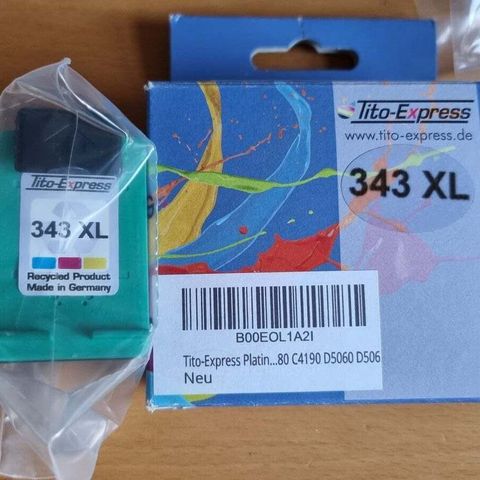 Tito-Express
343 XL
Recycled Product
Made in Germany
Tito-Express
www.tito-express.de
343 XL
B00EOL1A2I
Tito-Express Platin...80 C4190 D5060 D506
Neu